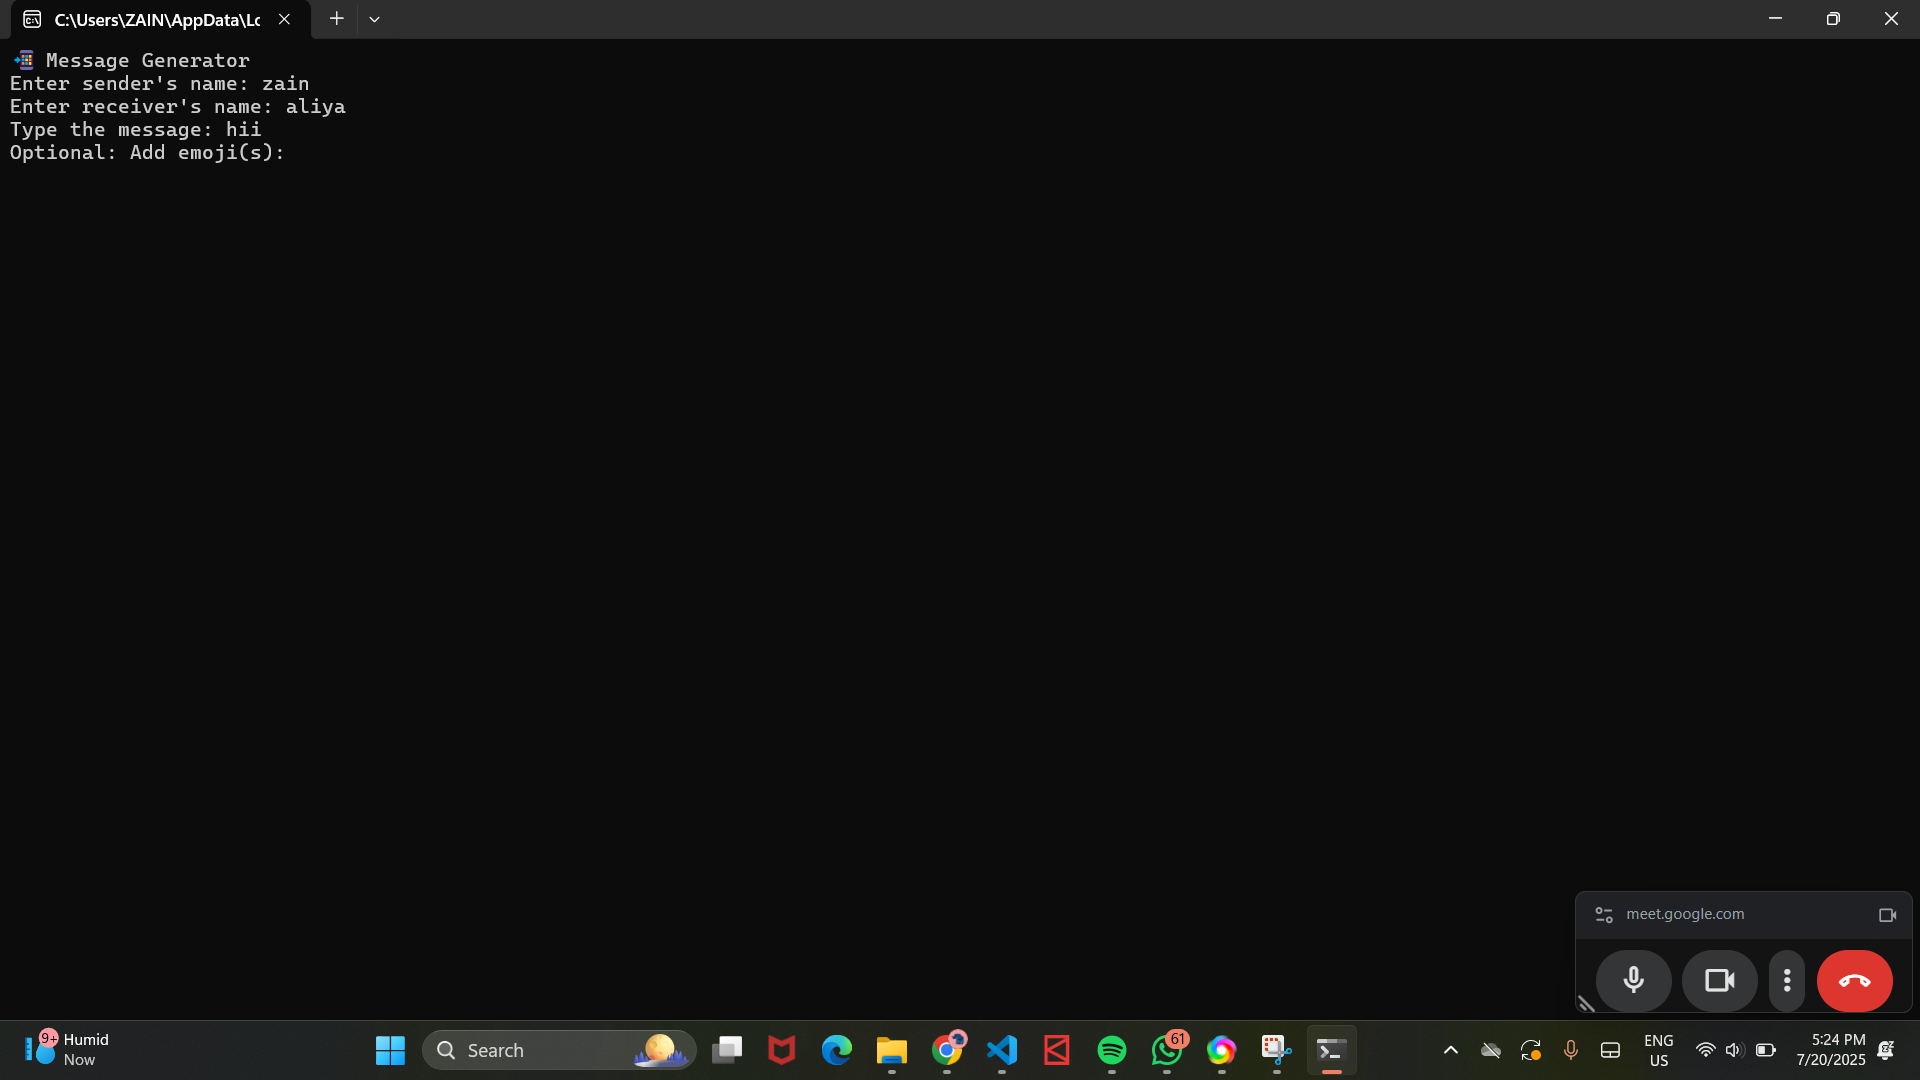 C:\Users\ZAIN\AppData\Lo
Message Generator
Enter sender's name: zain
Enter receiver's name: aliya
Type the message: hii
Optional: Add emoji(s):
meet.google.com
9+
Humid
Now
Search
61
ENG
US
5:24 PM
7/20/2025